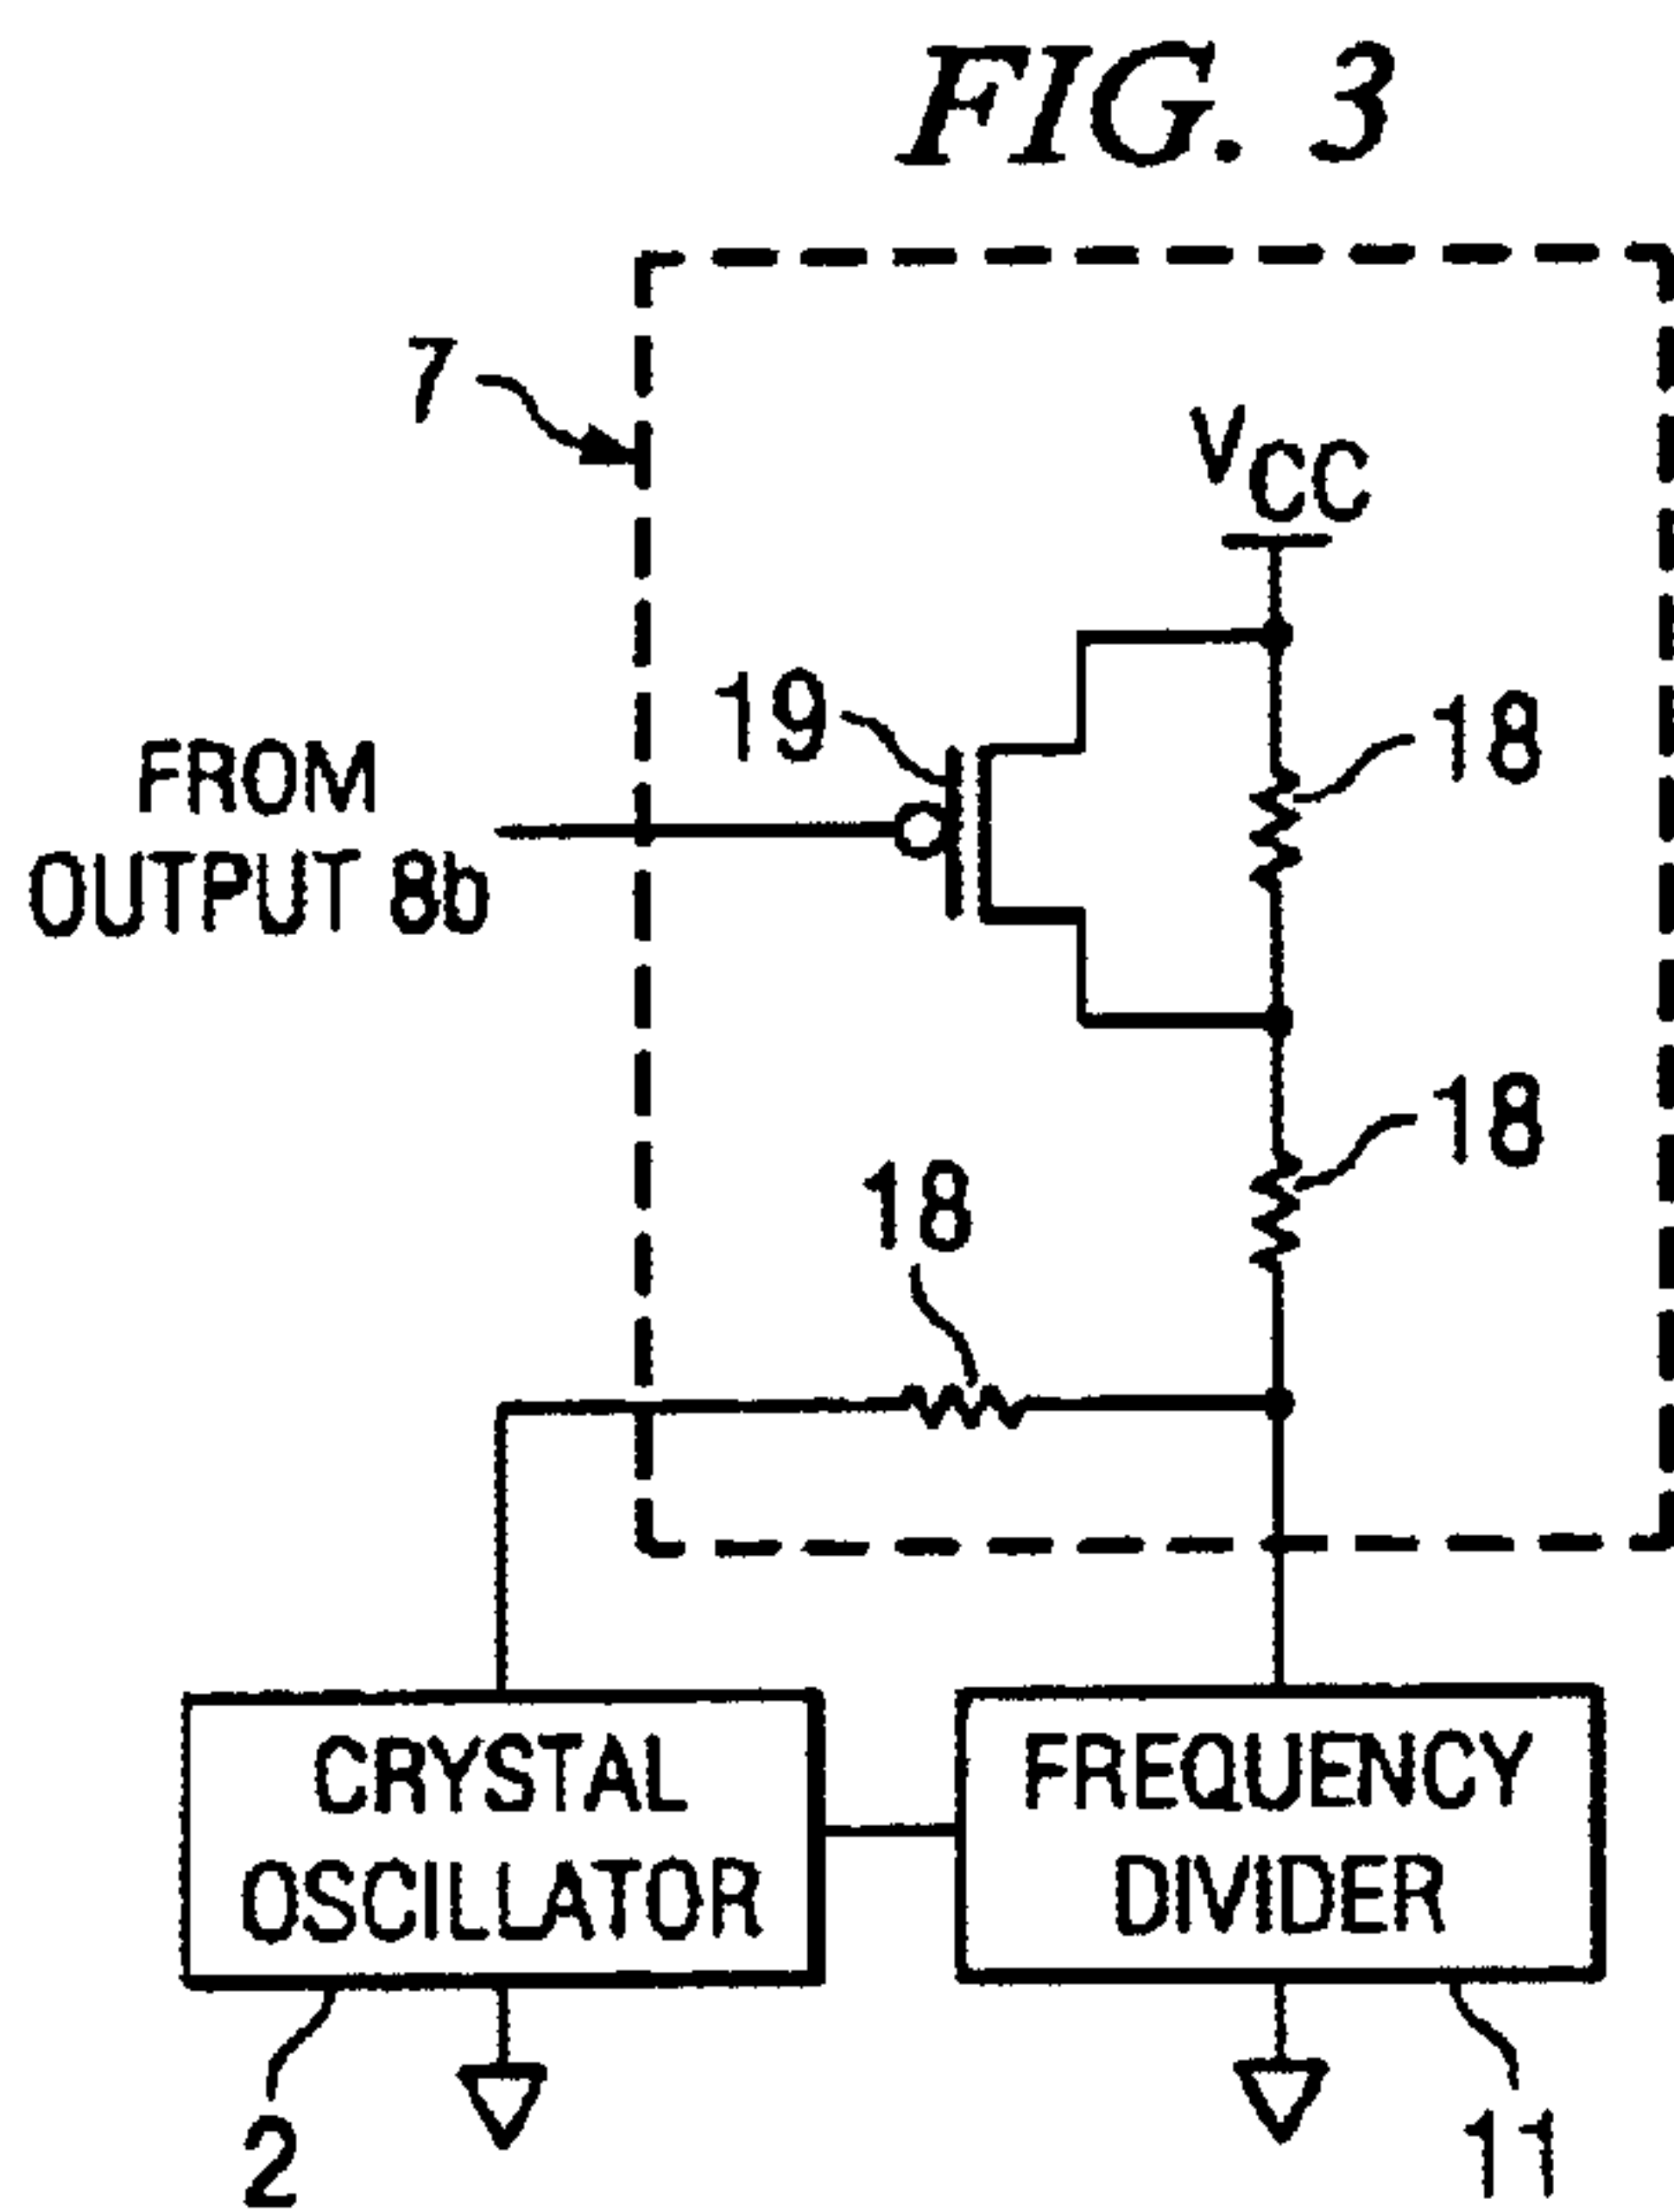 FIG. 3
7
VCC
19
18
FROM
OUTPUT 8b
18
18
CRYSTAL
OSCILLATOR
FREQUENCY
DIVIDER
2
11